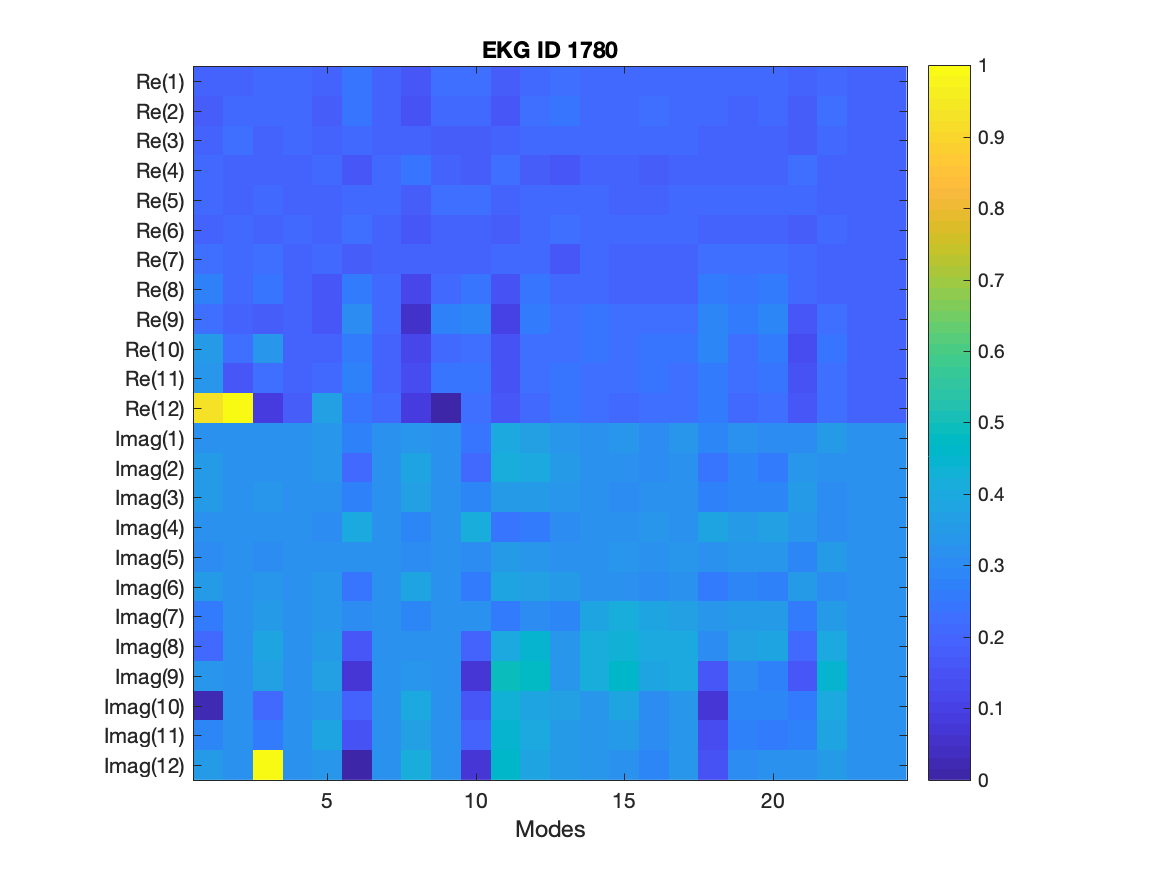 EKG ID 1780
Re(1)
Re(2)
Re(3)
Re(4)
Re(5)
Re(6)
Re(7)
Re(8)
Re(9)
Re(10)
Re(11)
Re(12)
Imag(1)
Imag(2)
Imag(3)
Imag(4)
Imag(5)
Imag(6)
Imag(7)
Imag(8)
Imag(9)
Imag(10)
Imag(11)
Imag(12)
5 10 15 20
Modes
1
0.9
0.8
0.7
0.6
0.5
0.4
0.3
0.2
0.1
0